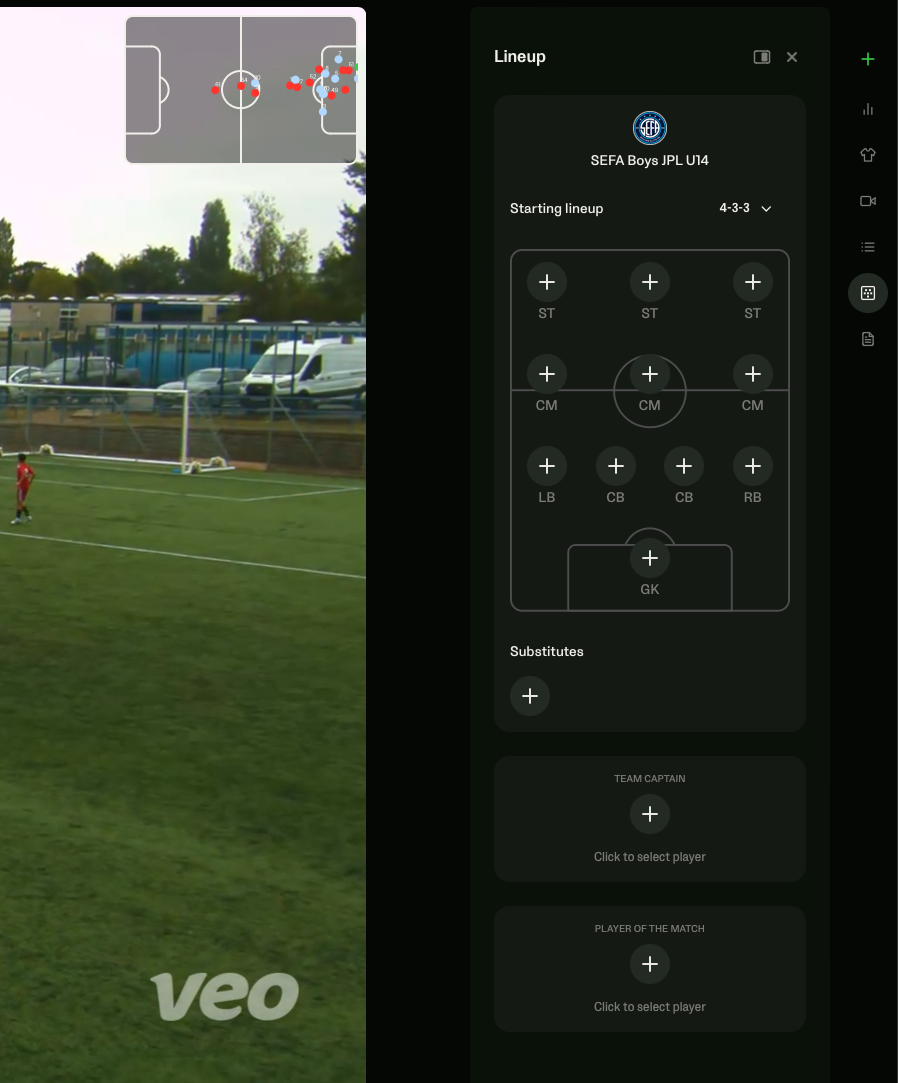 Lineup
SEFA
SEFA Boys JPL U14
Starting lineup
4-3-3
ST ST ST
CM CM CM
LB CB CB RB
GK
Substitutes
TEAM CAPTAIN
Click to select player
PLAYER OF THE MATCH
Click to select player
veo